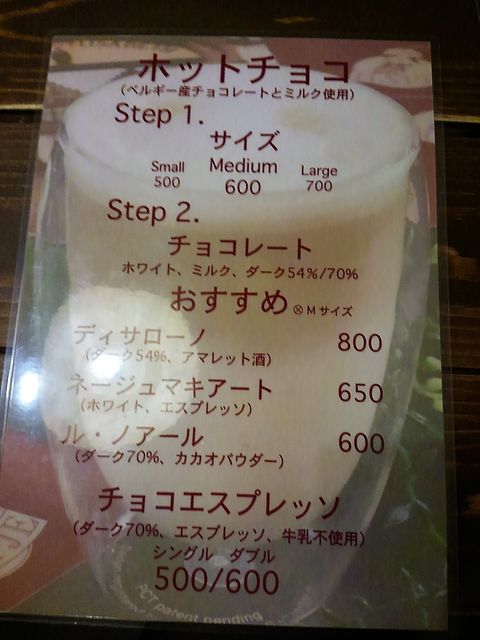 ホットチョコ
(ベルギー産チョコレートとミルク使用)
Step 1.
サイズ
Small Medium Large
500 600 700
Step 2.
チョコレート
ホワイト、ミルク、ダーク54%/70%
おすすめ ※Mサイズ
ディサローノ 800
(ダーク54%、アマレット酒)
ネージュマキアート 650
(ホワイト、エスプレッソ)
ル・ノアール 600
(ダーク70%、カカオパウダー)
チョコエスプレッソ
(ダーク70%、エスプレッソ、牛乳不使用)
シングル ダブル
500/600
PCT patent pending